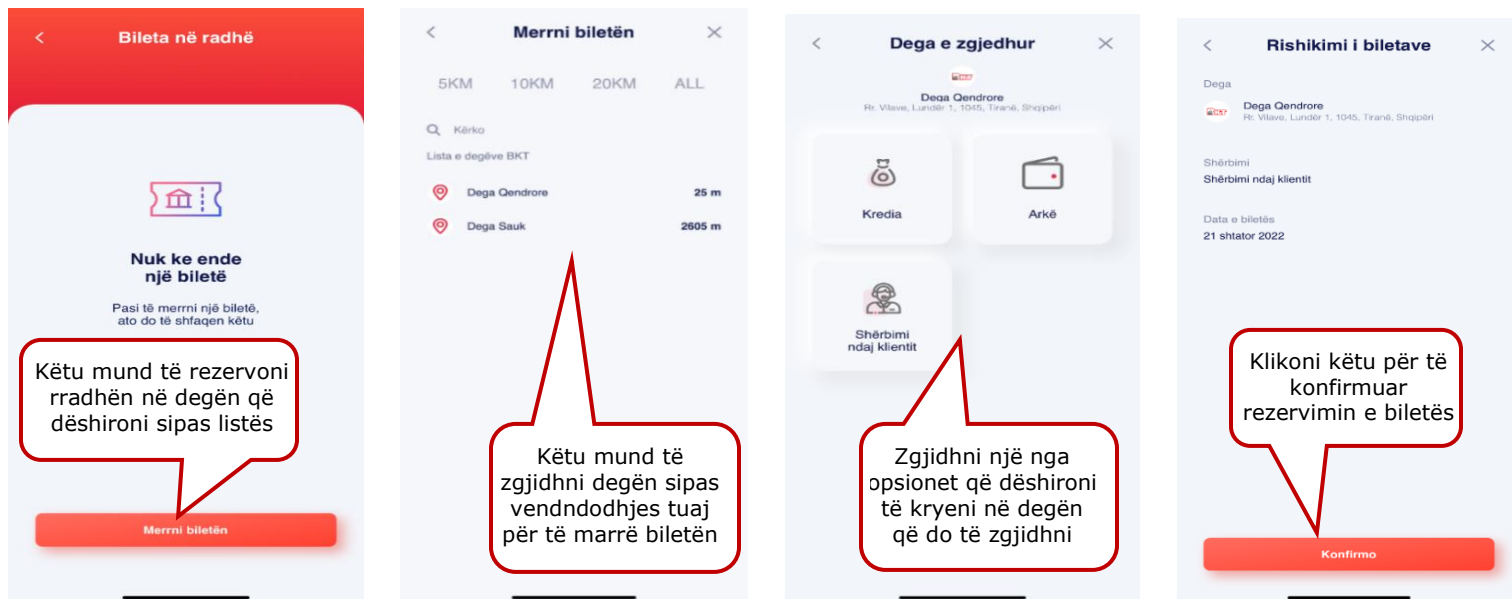 Bileta në radhë
Nuk ke ende
një biletë
Pasi të merrni një biletë,
ato do të shfaqen këtu
Këtu mund të rezervoni
rradhën në degën që
dëshironi sipas listës
Merrni biletën
Merrni biletën
5KM 10KM 20KM ALL
Kërko
Lista e degëve BKT
Dega Qendrore 25 m
Dega Sauk 2605 m
Këtu mund të
zgjidhni degën sipas
vendndodhjes tuaj
për të marrë biletën
Dega e zgjedhur
BKT
Dega Qendrore
Rr. Vilave, Lundër 1, 1045, Tiranë, Shqipëri
Kredia
Arkë
Shërbimi
ndaj klientit
Zgjidhni një nga
opsionet që dëshironi
të kryeni në degën
që do të zgjidhni
Rishikimi i biletave
Dega
BKT
Dega Qendrore
Rr. Vilave, Lundër 1, 1045, Tiranë, Shqipëri
Shërbimi
Shërbimi ndaj klientit
Data e biletës
21 shtator 2022
Klikoni këtu për të
konfirmuar
rezervimin e biletës
Konfirmo